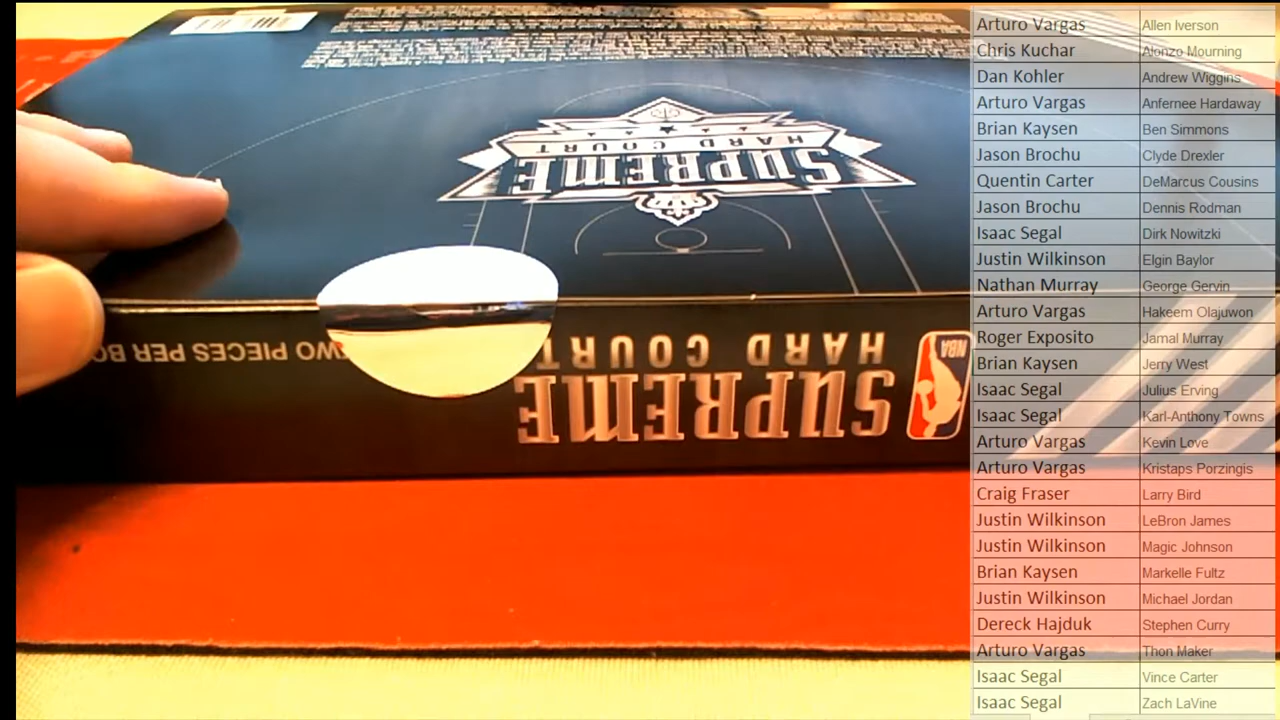 SUPREME
HARD COURT
TWO PIECES PER BO
SUPREME
HARD COURT
NBA
Arturo Vargas Allen Iverson
Chris Kuchar Alonzo Mourning
Dan Kohler Andrew Wiggins
Arturo Vargas Anfernee Hardaway
Brian Kaysen Ben Simmons
Jason Brochu Clyde Drexler
Quentin Carter DeMarcus Cousins
Jason Brochu Dennis Rodman
Isaac Segal Dirk Nowitzki
Justin Wilkinson Elgin Baylor
Nathan Murray George Gervin
Arturo Vargas Hakeem Olajuwon
Roger Exposito Jamal Murray
Brian Kaysen Jerry West
Isaac Segal Julius Erving
Isaac Segal Karl-Anthony Towns
Arturo Vargas Kevin Love
Arturo Vargas Kristaps Porzingis
Craig Fraser Larry Bird
Justin Wilkinson LeBron James
Justin Wilkinson Magic Johnson
Brian Kaysen Markelle Fultz
Justin Wilkinson Michael Jordan
Dereck Hajduk Stephen Curry
Arturo Vargas Thon Maker
Isaac Segal Vince Carter
Isaac Segal Zach LaVine